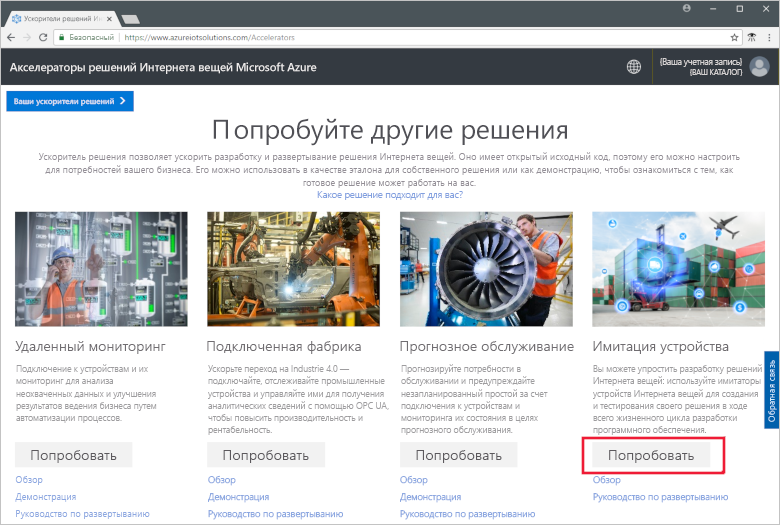 Ускорители решений Ин
Безопасный
https://www.azureiotsolutions.com/Accelerators
Акселераторы решений Интернета вещей Microsoft Azure
{Ваша учетная запись}
{ВАШ КАТАЛОГ}
Ваши ускорители решений
Попробуйте другие решения
Ускоритель решения позволяет ускорить разработку и развертывание решения Интернета вещей. Оно имеет открытый исходный код, поэтому его можно настроить
для потребностей вашего бизнеса. Его можно использовать в качестве эталона для собственного решения или как демонстрацию, чтобы ознакомиться с тем, как
готовое решение может работать на вас.
Какое решение подходит для вас?
Удаленный мониторинг
Подключение к устройствам и их
мониторинг для анализа
неохваченных данных и улучшения
результатов ведения бизнеса путем
автоматизации процессов.
Попробовать
Обзор
Демонстрация
Руководство по развертыванию
Подключенная фабрика
Ускорьте переход на Industrie 4.0 —
подключайте, отслеживайте промышленные
устройства и управляйте ими для получения
аналитических сведений с помощью OPC UA,
чтобы повысить производительность и
рентабельность.
Попробовать
Обзор
Демонстрация
Руководство по развертыванию
Прогнозное обслуживание
Прогнозируйте потребности в
обслуживании и предупреждайте
незапланированный простой за счет
подключения к устройствам и
мониторинга их состояния в целях
прогнозного обслуживания.
Попробовать
Обзор
Демонстрация
Руководство по развертыванию
Имитация устройства
Вы можете упростить разработку решений
Интернета вещей: используйте имитаторы
устройств Интернета вещей для создания
и тестирования своего решения в ходе
всего жизненного цикла разработки
программного обеспечения.
Попробовать
Обзор
Руководство по развертыванию
Обратная связь